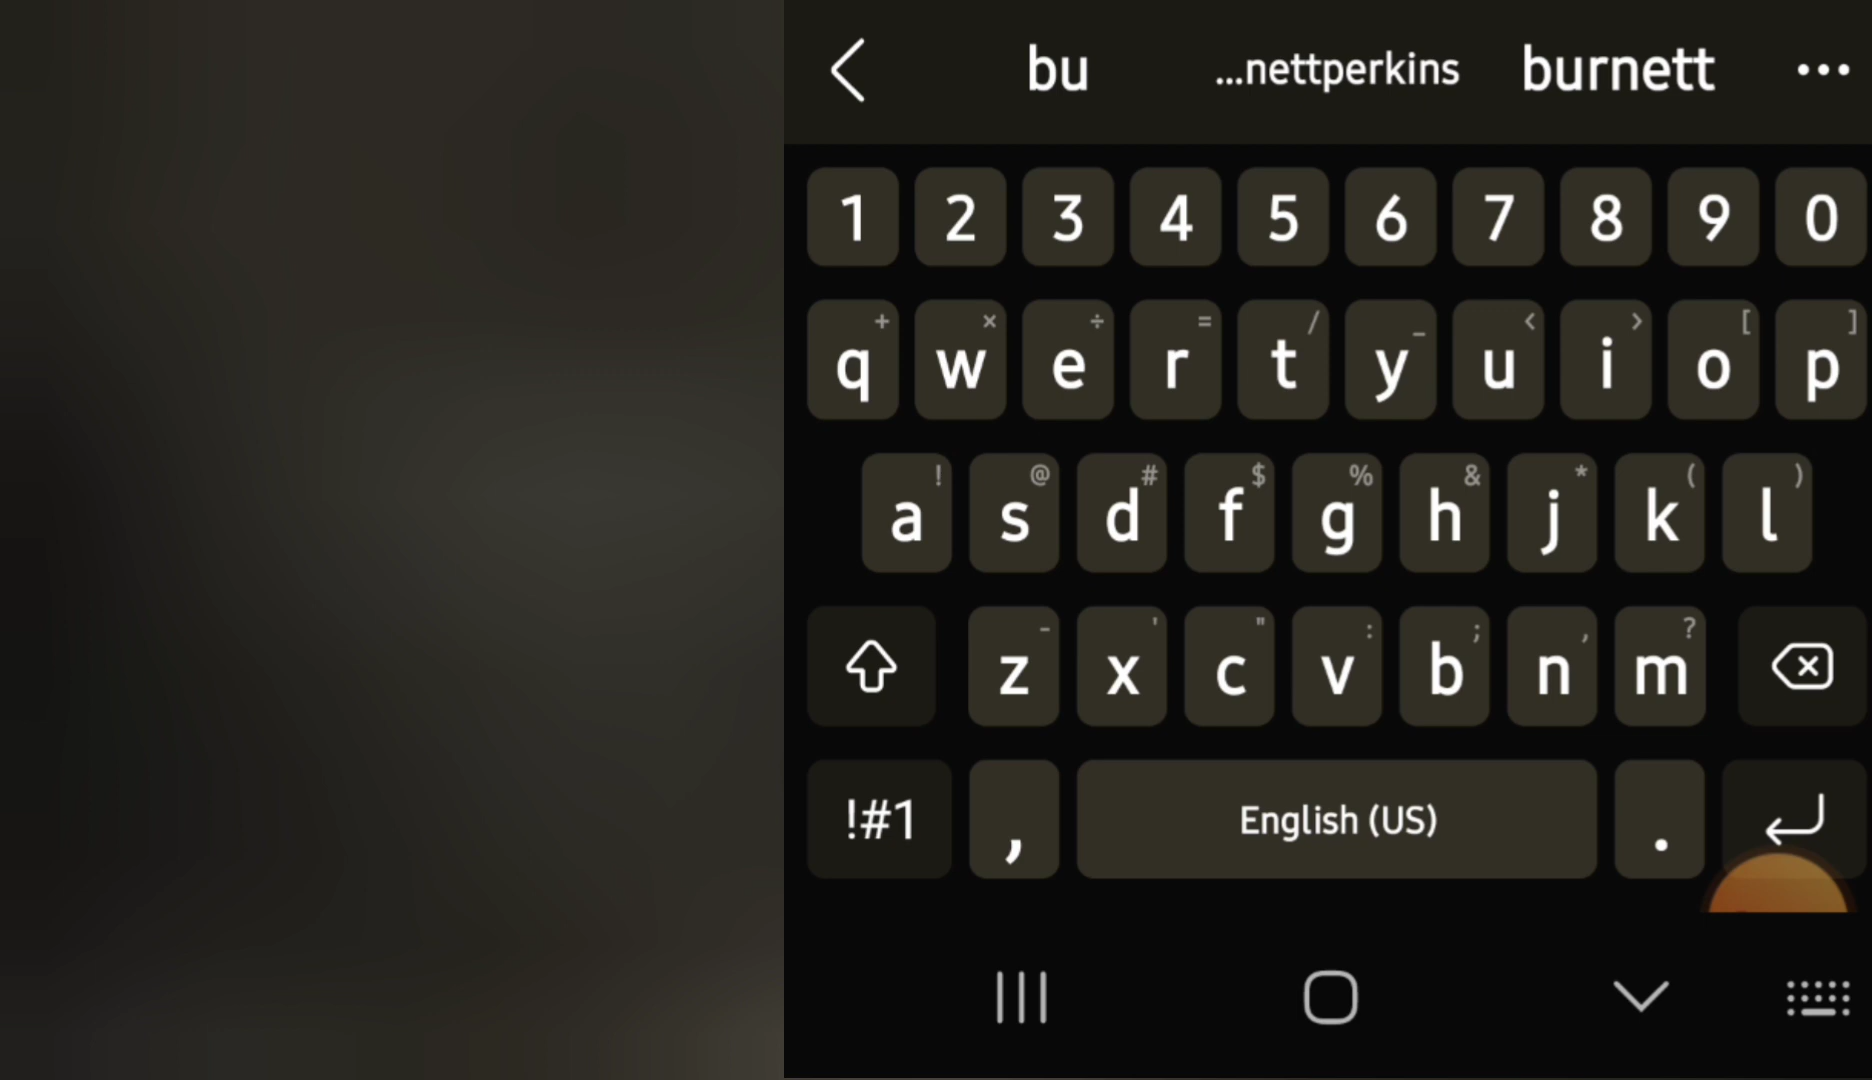 bu ...nettperkins burnett ...
1 2 3 4 5 6 7 8 9 0
q + w × e ÷ r = t / y _ u < i > o [ p ]
a ! s @ d # f $ g % h & j * k ( l )
z - x ' c " v : b ; n , m ?
!#1 , English (US) .